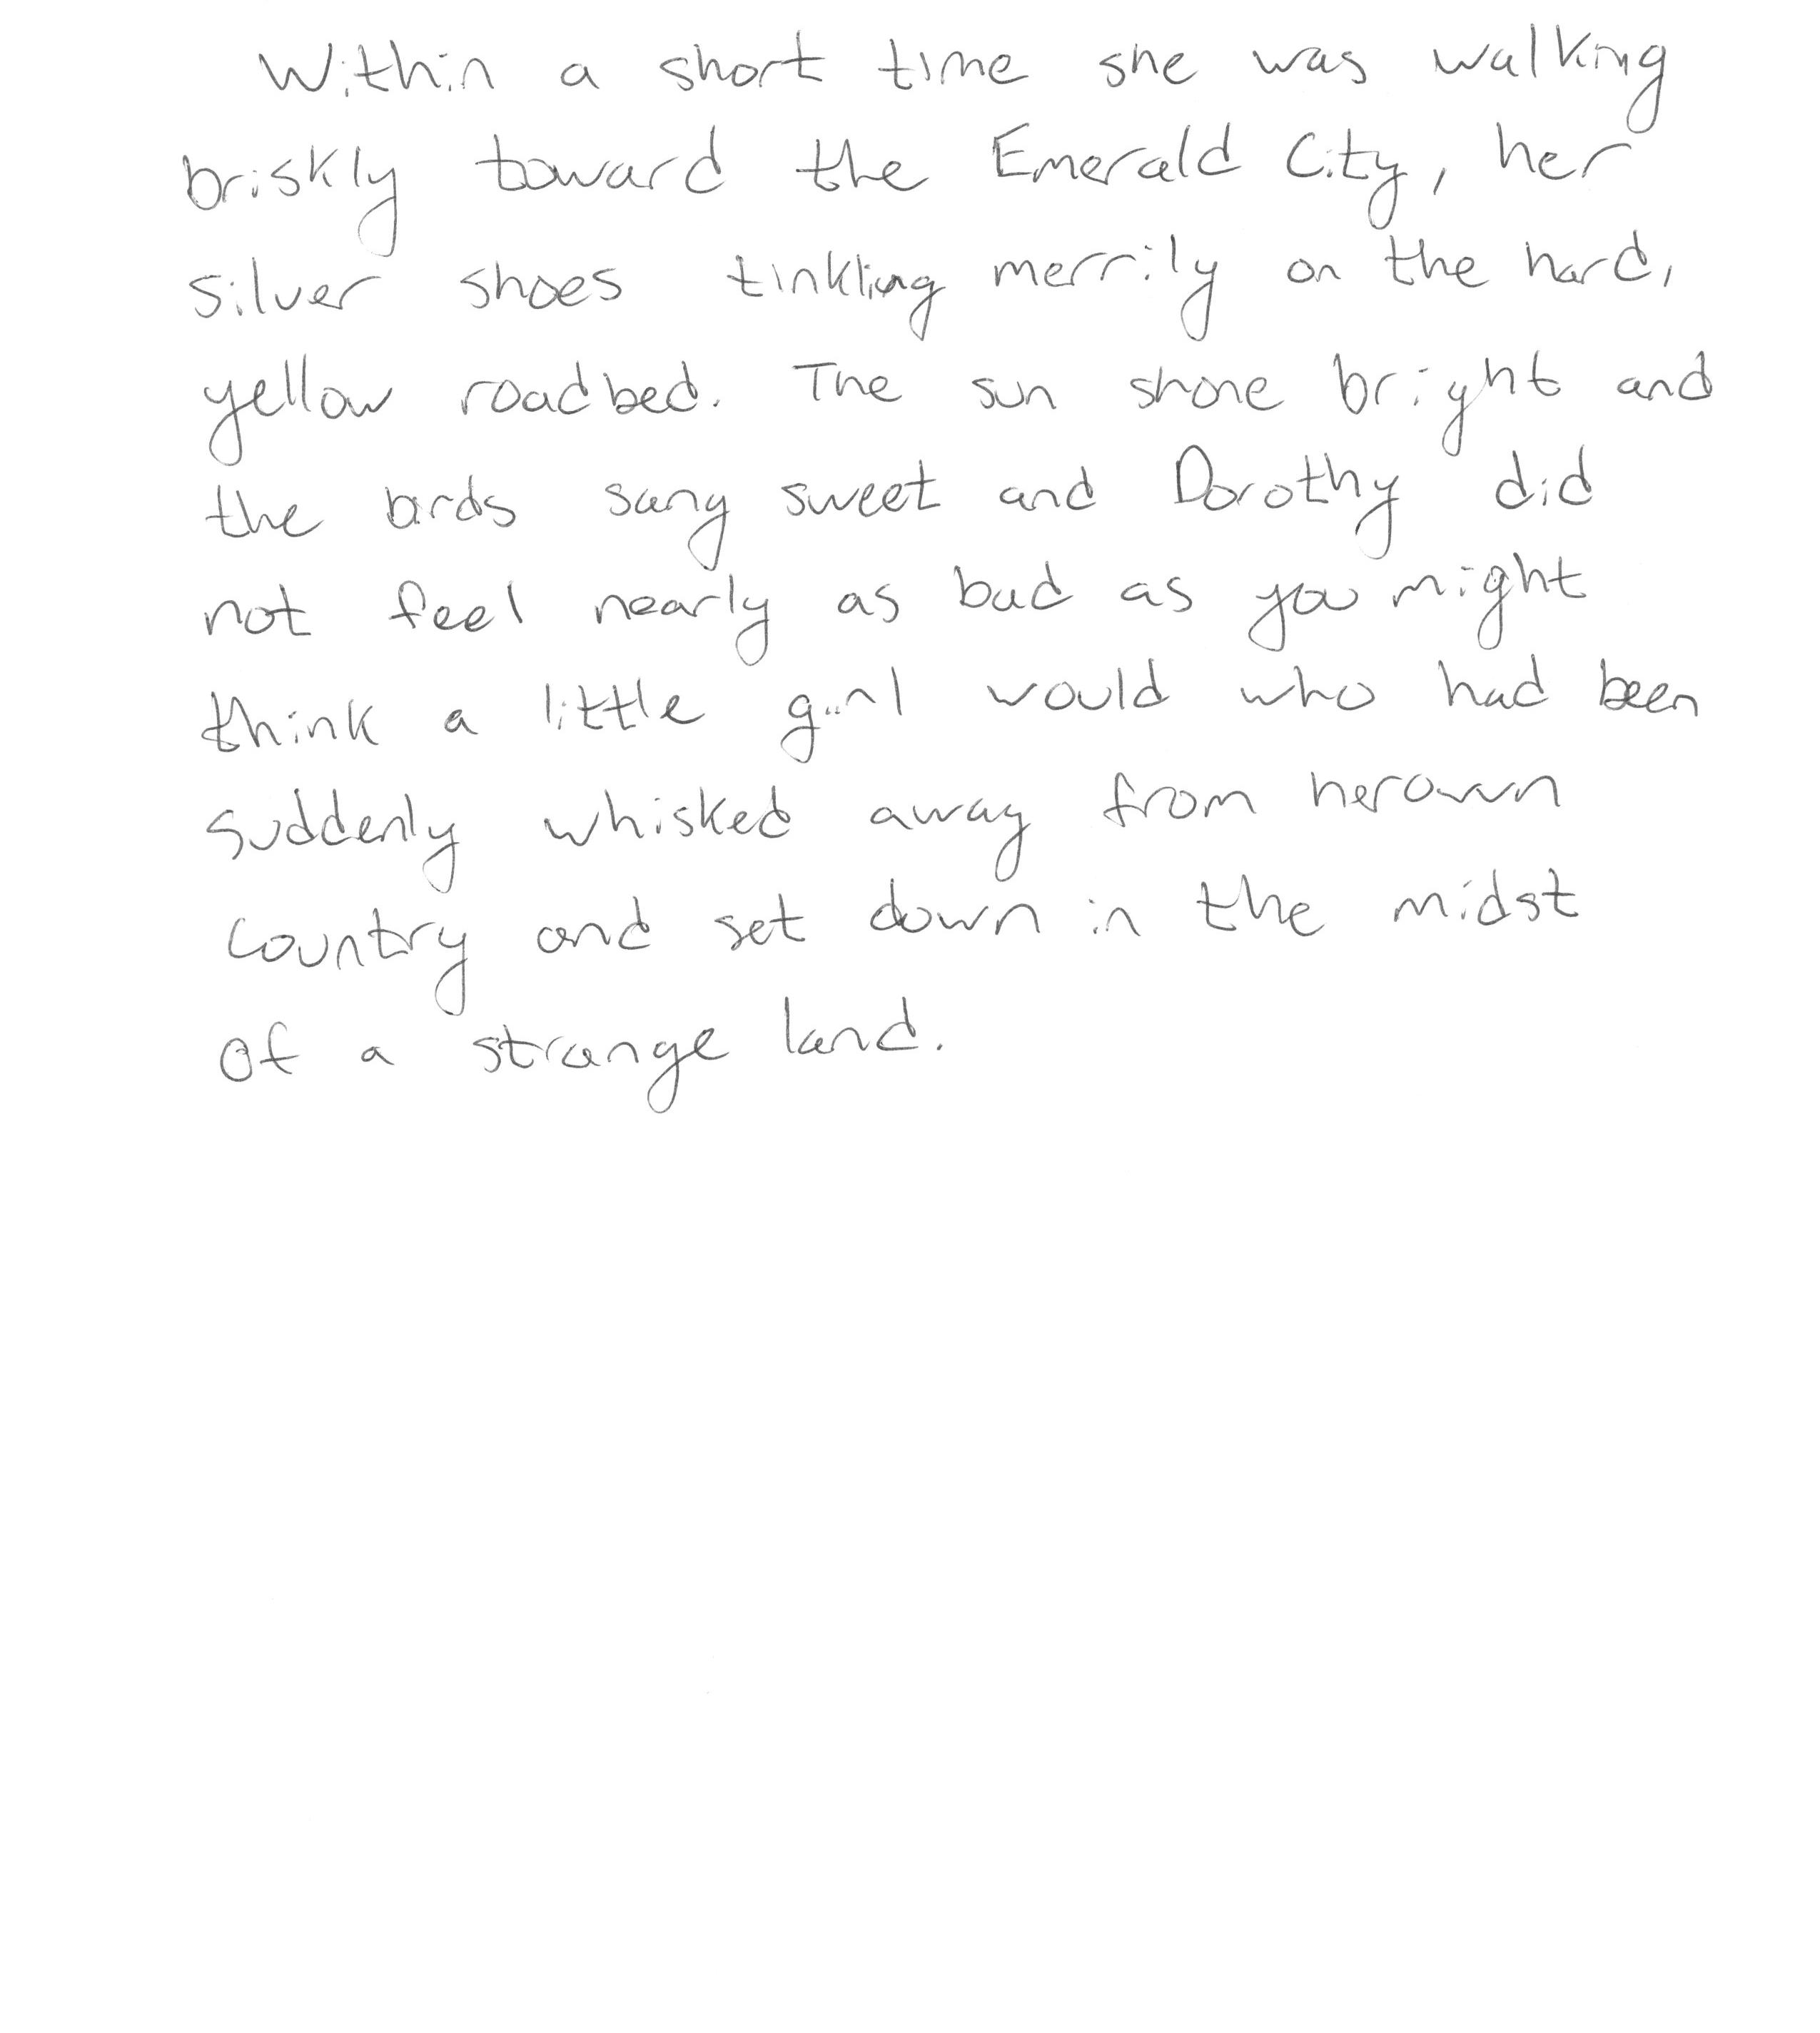 Within a short time she was walking
briskly toward the Emerald City, her
silver shoes tinkling merrily on the hard,
yellow roadbed. The sun shone bright and
the birds sang sweet and Dorothy did
not feel nearly as bad as you might
think a little girl would who had been
suddenly whisked away from her own
country and set down in the midst
of a strange land.